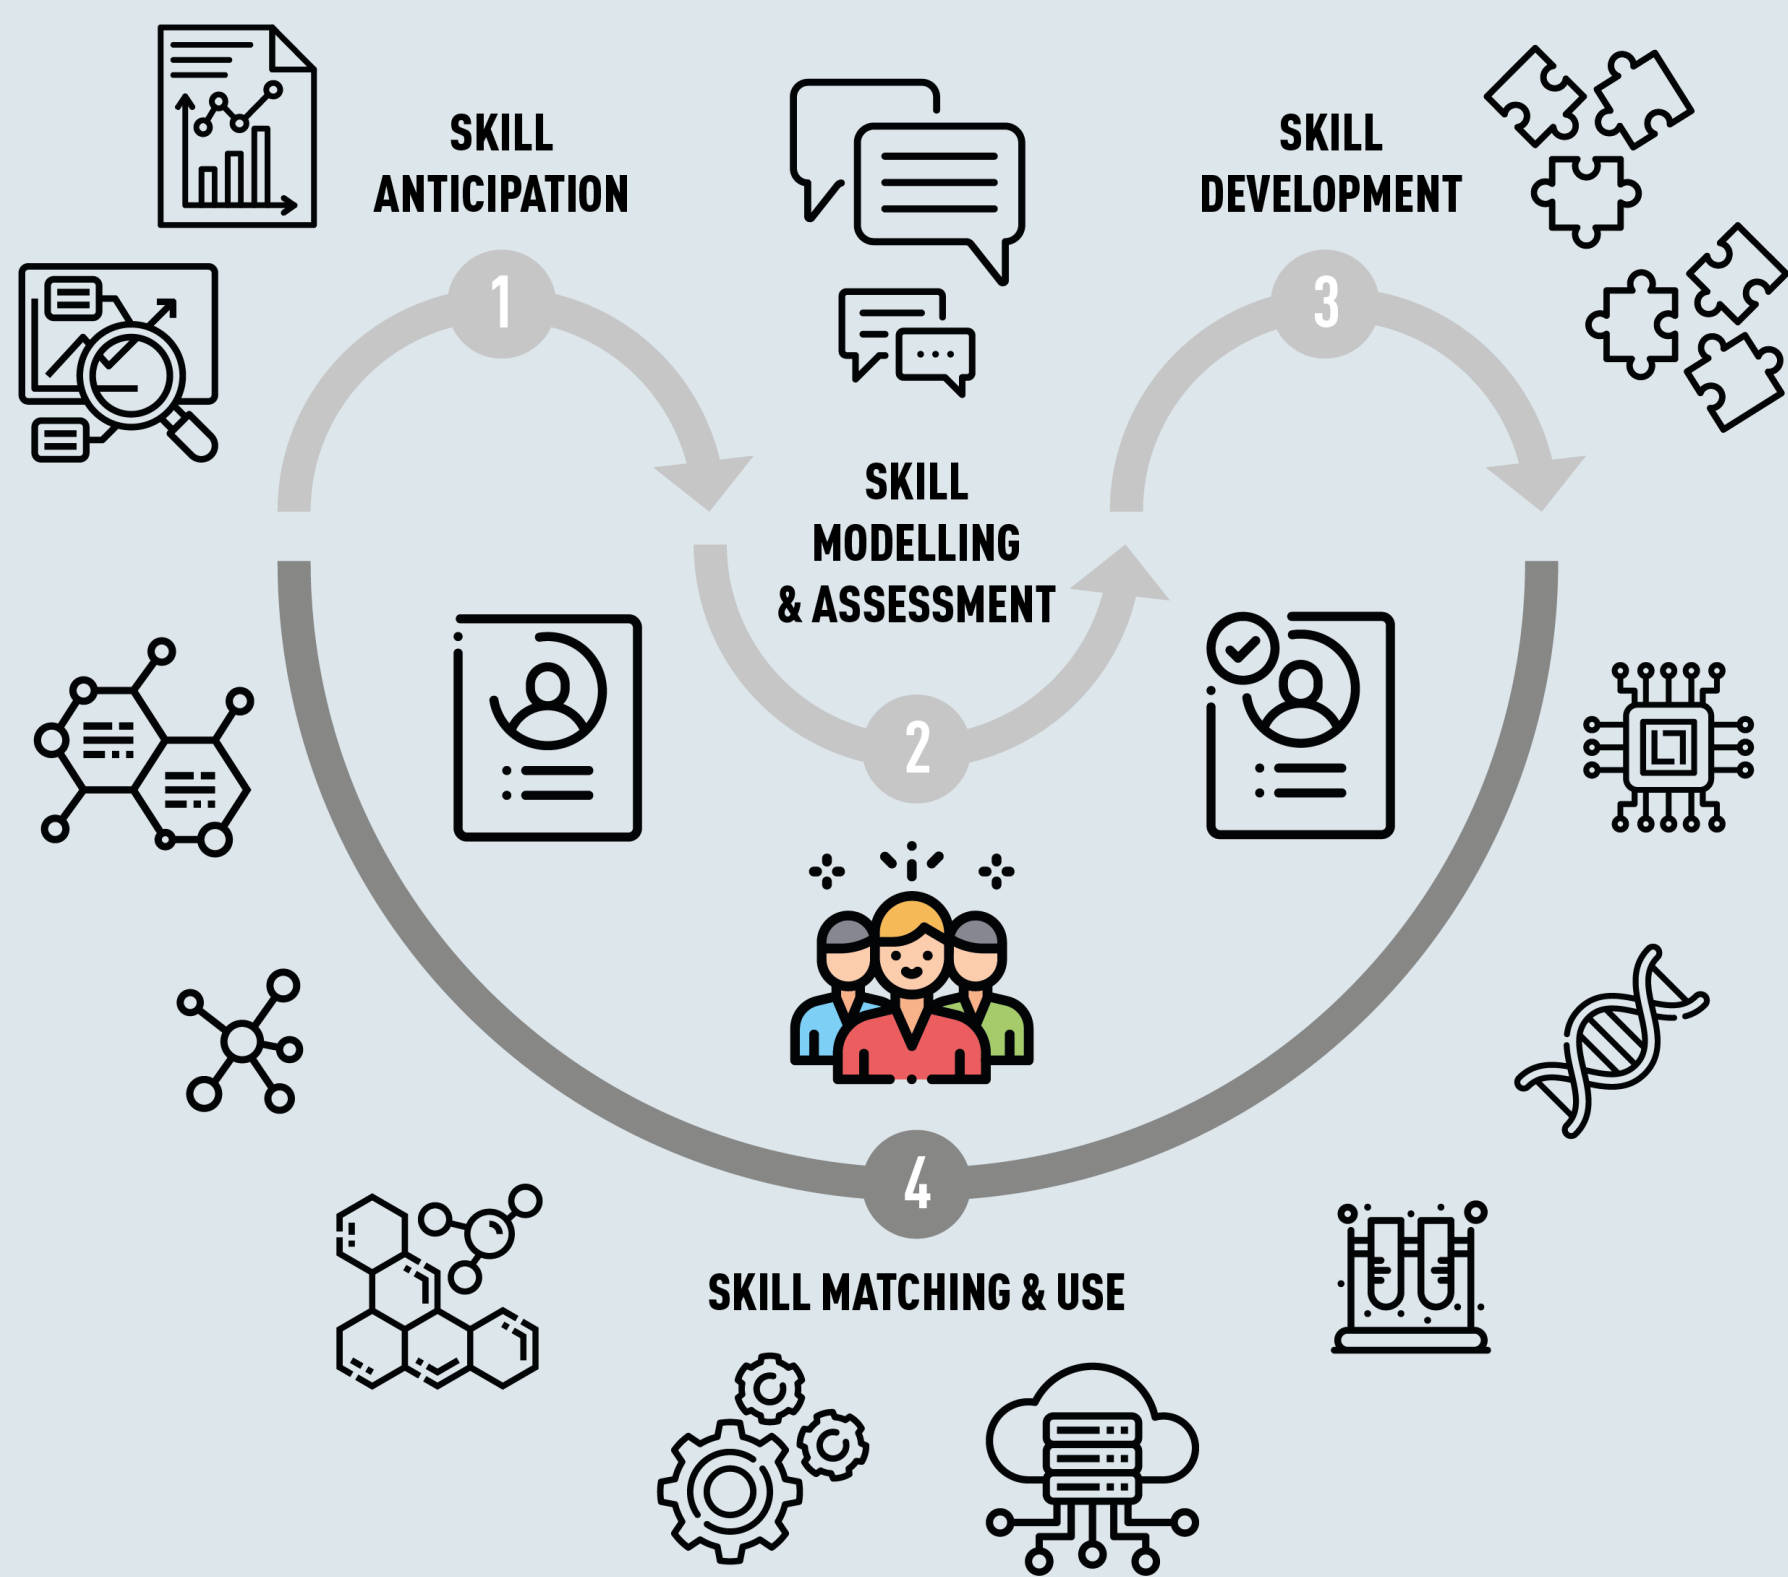 SKILL
ANTICIPATION
1
SKILL
MODELLING
& ASSESSMENT
2
SKILL
DEVELOPMENT
3
4
SKILL MATCHING & USE